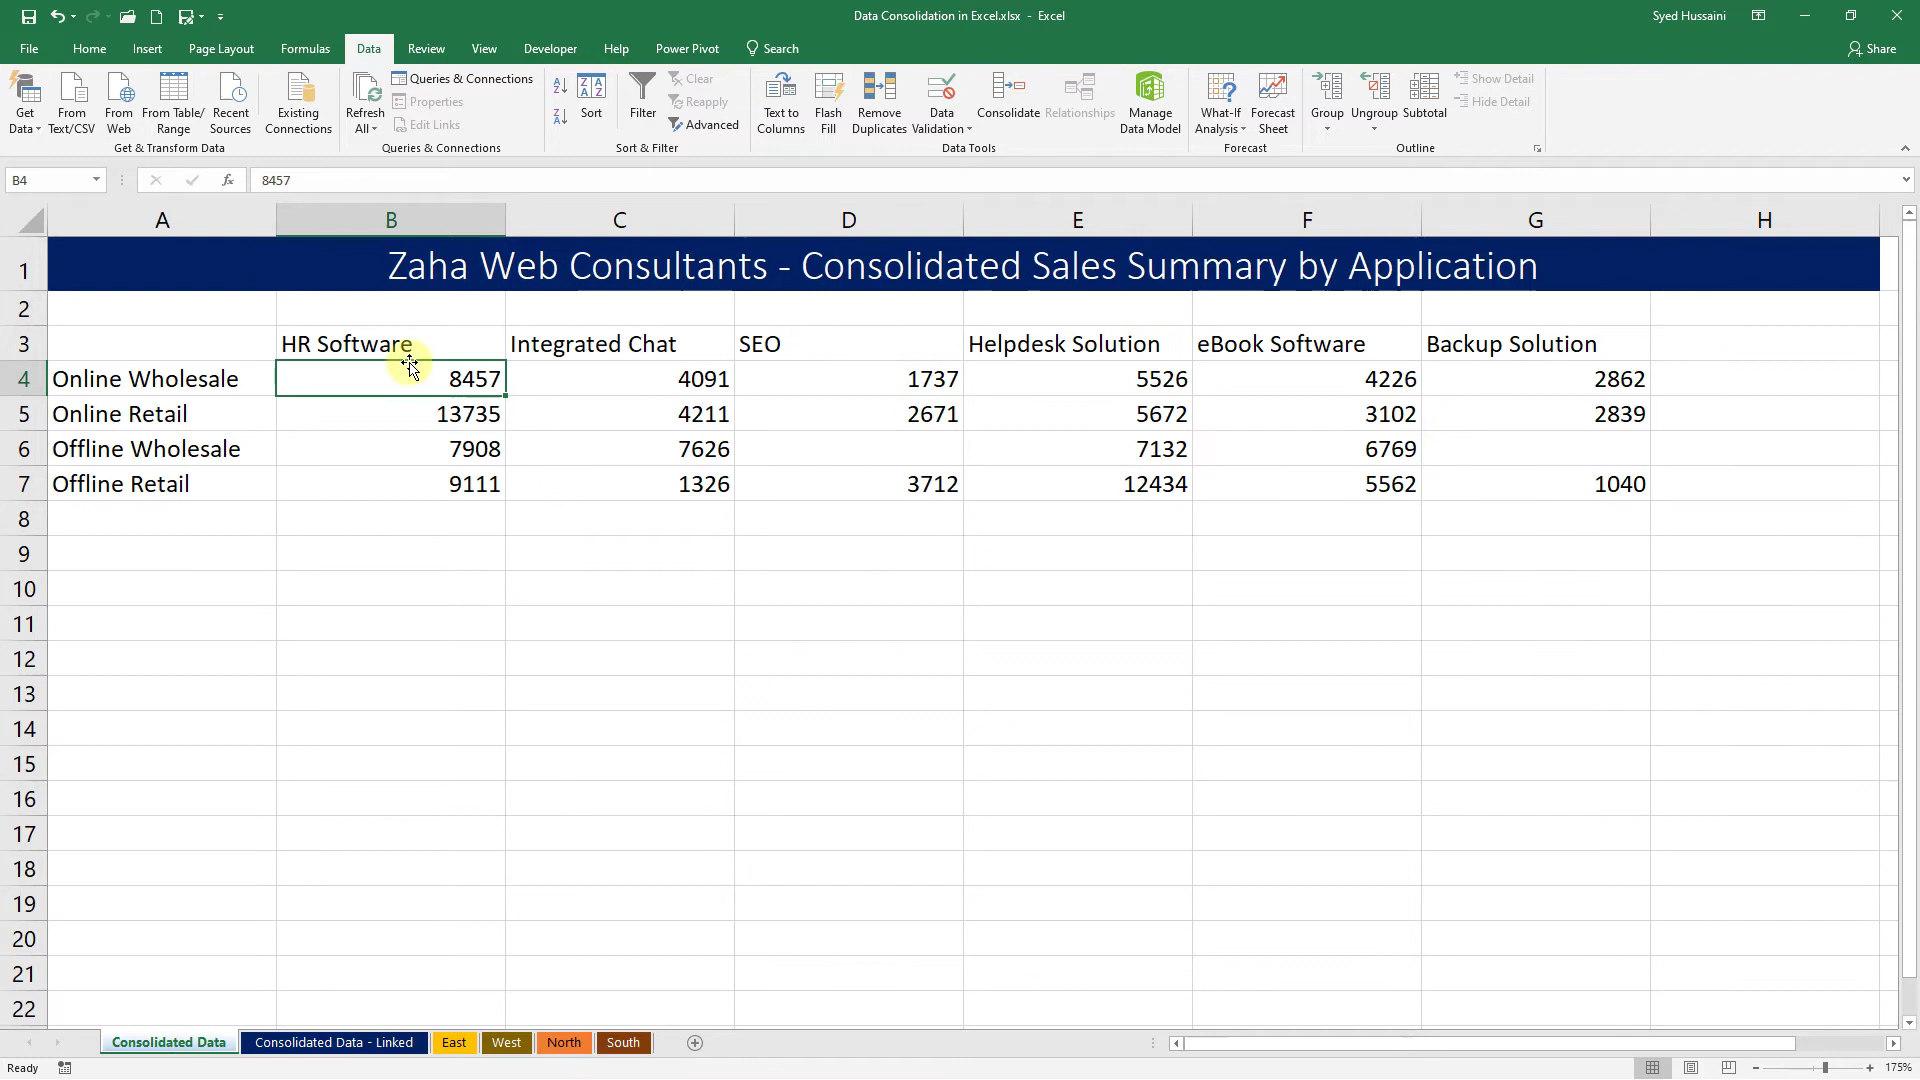 Data Consolidation in Excel.xlsx - Excel
Syed Hussaini
File Home Insert Page Layout Formulas Data Review View Developer Help Power Pivot Search Share
Get Data
From Text/CSV
From Web
From Table/ Range
Recent Sources
Existing Connections
Get & Transform Data
Refresh All
Queries & Connections
Properties
Edit Links
Queries & Connections
Sort
Filter
Clear
Reapply
Advanced
Sort & Filter
Text to Columns
Flash Fill
Remove Duplicates
Data Validation
Consolidate
Relationships
Manage Data Model
Data Tools
What-If Analysis
Forecast Sheet
Forecast
Group
Ungroup
Subtotal
Show Detail
Hide Detail
Outline
B4 fx 8457
A B C D E F G H
1 Zaha Web Consultants - Consolidated Sales Summary by Application
2
3 HR Software Integrated Chat SEO Helpdesk Solution eBook Software Backup Solution
4 Online Wholesale 8457 4091 1737 5526 4226 2862
5 Online Retail 13735 4211 2671 5672 3102 2839
6 Offline Wholesale 7908 7626 7132 6769
7 Offline Retail 9111 1326 3712 12434 5562 1040
8
9
10
11
12
13
14
15
16
17
18
19
20
21
22
Consolidated Data Consolidated Data - Linked East West North South
Ready 175%